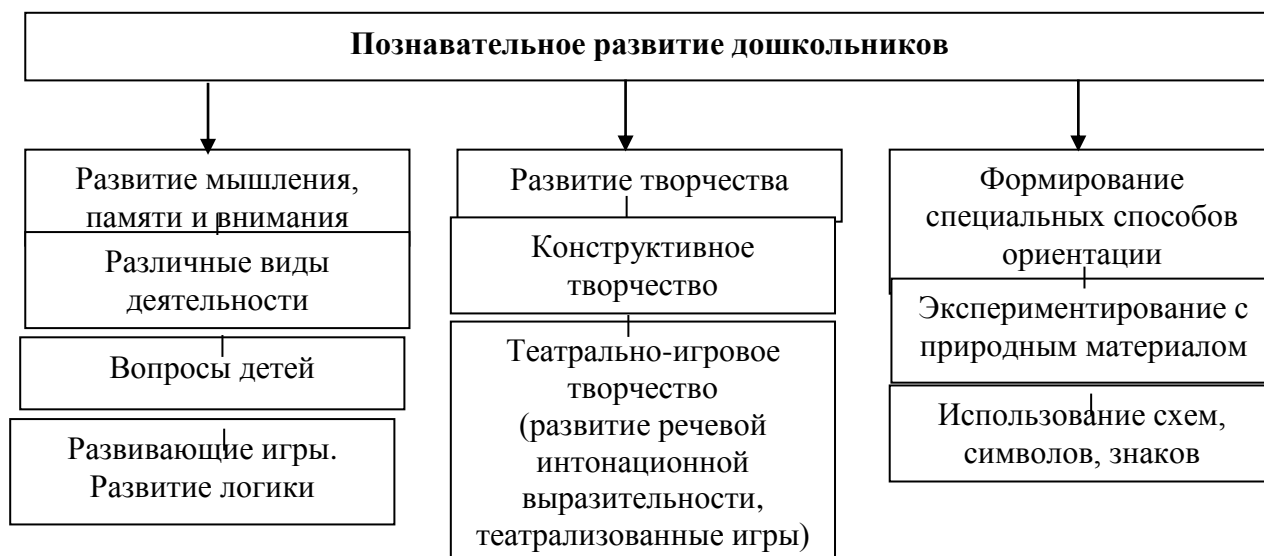 Познавательное развитие дошкольников
Развитие мышления,
памяти и внимания
Различные виды
деятельности
Вопросы детей
Развивающие игры.
Развитие логики
Развитие творчества
Конструктивное
творчество
Театрально-игровое
творчество
(развитие речевой
интонационной
выразительности,
театрализованные игры)
Формирование
специальных способов
ориентации
Экспериментирование с
природным материалом
Использование схем,
символов, знаков